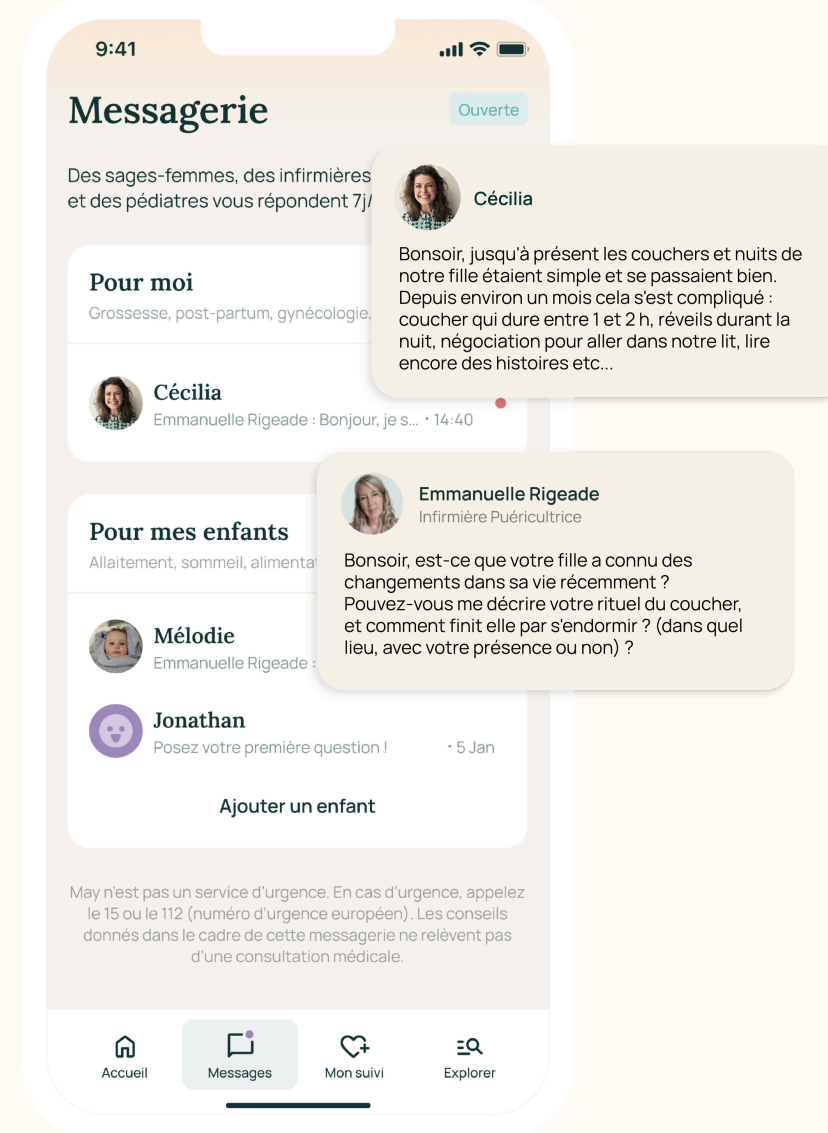 9:41
Messagerie
Ouverte
Des sages-femmes, des infirmières
et des pédiatres vous répondent 7j/
Cécilia
Bonsoir, jusqu'à présent les couchers et nuits de
notre fille étaient simple et se passaient bien.
Depuis environ un mois cela s'est compliqué :
coucher qui dure entre 1 et 2 h, réveils durant la
nuit, négociation pour aller dans notre lit, lire
encore des histoires etc...
Pour moi
Grossesse, post-partum, gynécologie,
Cécilia
Emmanuelle Rigeade : Bonjour, je s... • 14:40
Emmanuelle Rigeade
Infirmière Puéricultrice
Bonsoir, est-ce que votre fille a connu des
changements dans sa vie récemment ?
Pouvez-vous me décrire votre rituel du coucher,
et comment finit elle par s'endormir ? (dans quel
lieu, avec votre présence ou non) ?
Pour mes enfants
Allaitement, sommeil,
Mélodie
Emmanuelle Rigeade :
Jonathan
Posez votre première question ! • 5 Jan
Ajouter un enfant
May n'est pas un service d'urgence. En cas d'urgence, appelez
le 15 ou le 112 (numéro d'urgence européen). Les conseils
donnés dans le cadre de cette messagerie ne relèvent pas
d'une consultation médicale.
Accueil
Messages
Mon suivi
Explorer